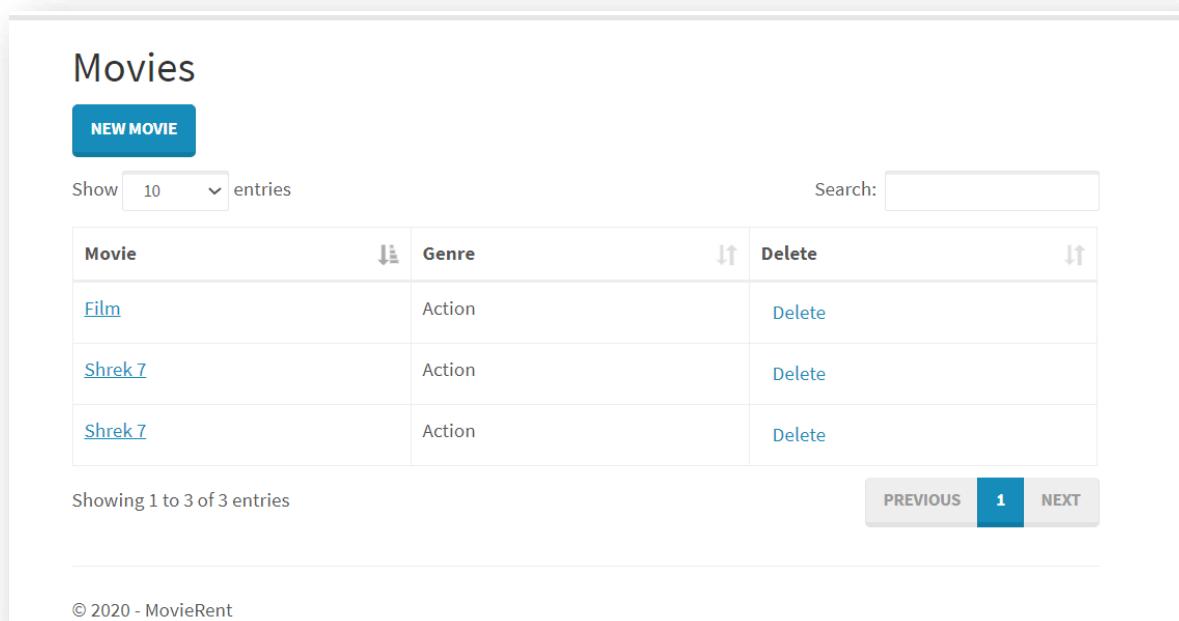 Movies
NEW MOVIE
Show 10 entries Search:
Movie Genre Delete
Film Action Delete
Shrek 7 Action Delete
Shrek 7 Action Delete
Showing 1 to 3 of 3 entries PREVIOUS 1 NEXT
© 2020 - MovieRent